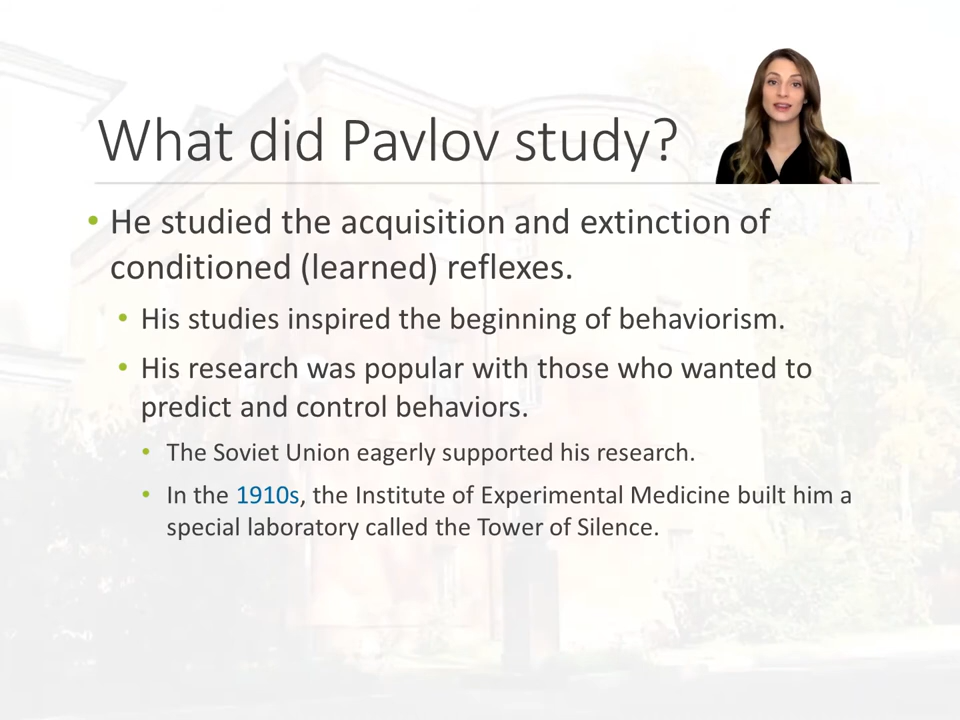 What did Pavlov study?
• He studied the acquisition and extinction of
conditioned (learned) reflexes.
• His studies inspired the beginning of behaviorism.
• His research was popular with those who wanted to
predict and control behaviors.
• The Soviet Union eagerly supported his research.
• In the 1910s, the Institute of Experimental Medicine built him a
special laboratory called the Tower of Silence.